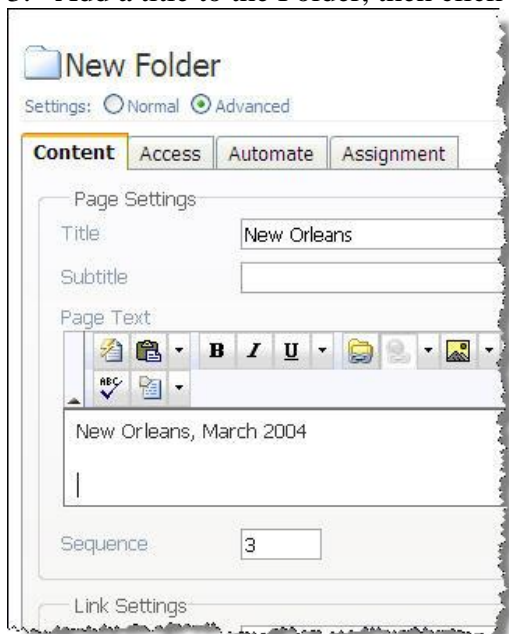 New Folder
Settings: Normal Advanced
Content Access Automate Assignment
Page Settings
Title New Orleans
Subtitle
Page Text
B I U
ABC
New Orleans, March 2004
Sequence 3
Link Settings